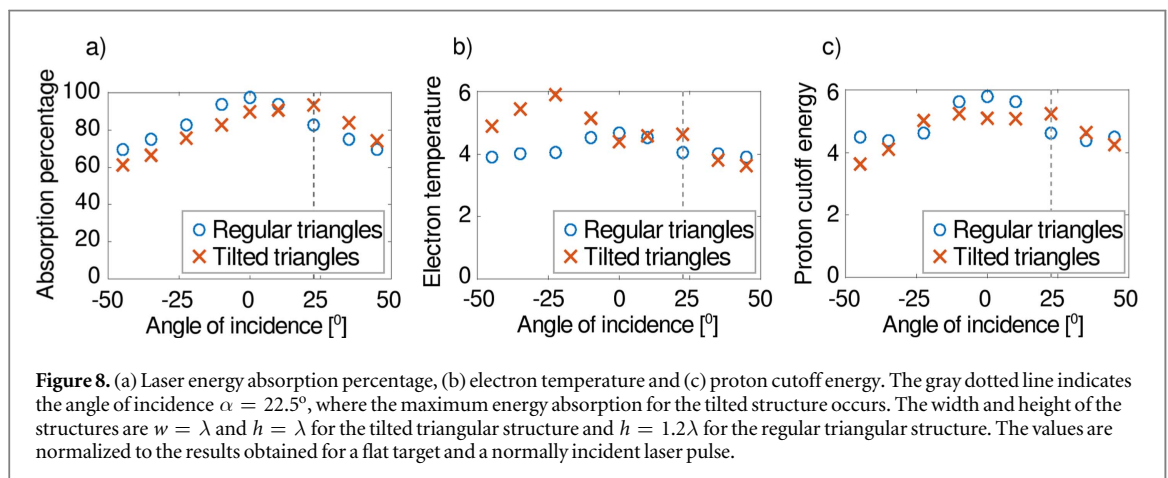 a)
Absorption percentage
100
80
60
40
20
0
Regular triangles
Tilted triangles
-50
-25
0
25
50
Angle of incidence [⁰]
b)
Electron temperature
6
4
2
0
Regular triangles
Tilted triangles
-50
-25
0
25
50
Angle of incidence [⁰]
c)
Proton cutoff energy
6
4
2
0
Regular triangles
Tilted triangles
-50
-25
0
25
50
Angle of incidence [⁰]
Figure 8. (a) Laser energy absorption percentage, (b) electron temperature and (c) proton cutoff energy. The gray dotted line indicates
the angle of incidence α = 22.5°, where the maximum energy absorption for the tilted structure occurs. The width and height of the
structures are w = λ and h = λ for the tilted triangular structure and h = 1.2λ for the regular triangular structure. The values are
normalized to the results obtained for a flat target and a normally incident laser pulse.